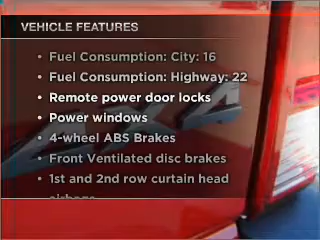 VEHICLE FEATURES
• Fuel Consumption: City: 16
• Fuel Consumption: Highway: 22
• Remote power door locks
• Power windows
• 4-wheel ABS Brakes
• Front Ventilated disc brakes
• 1st and 2nd row curtain head
airbags